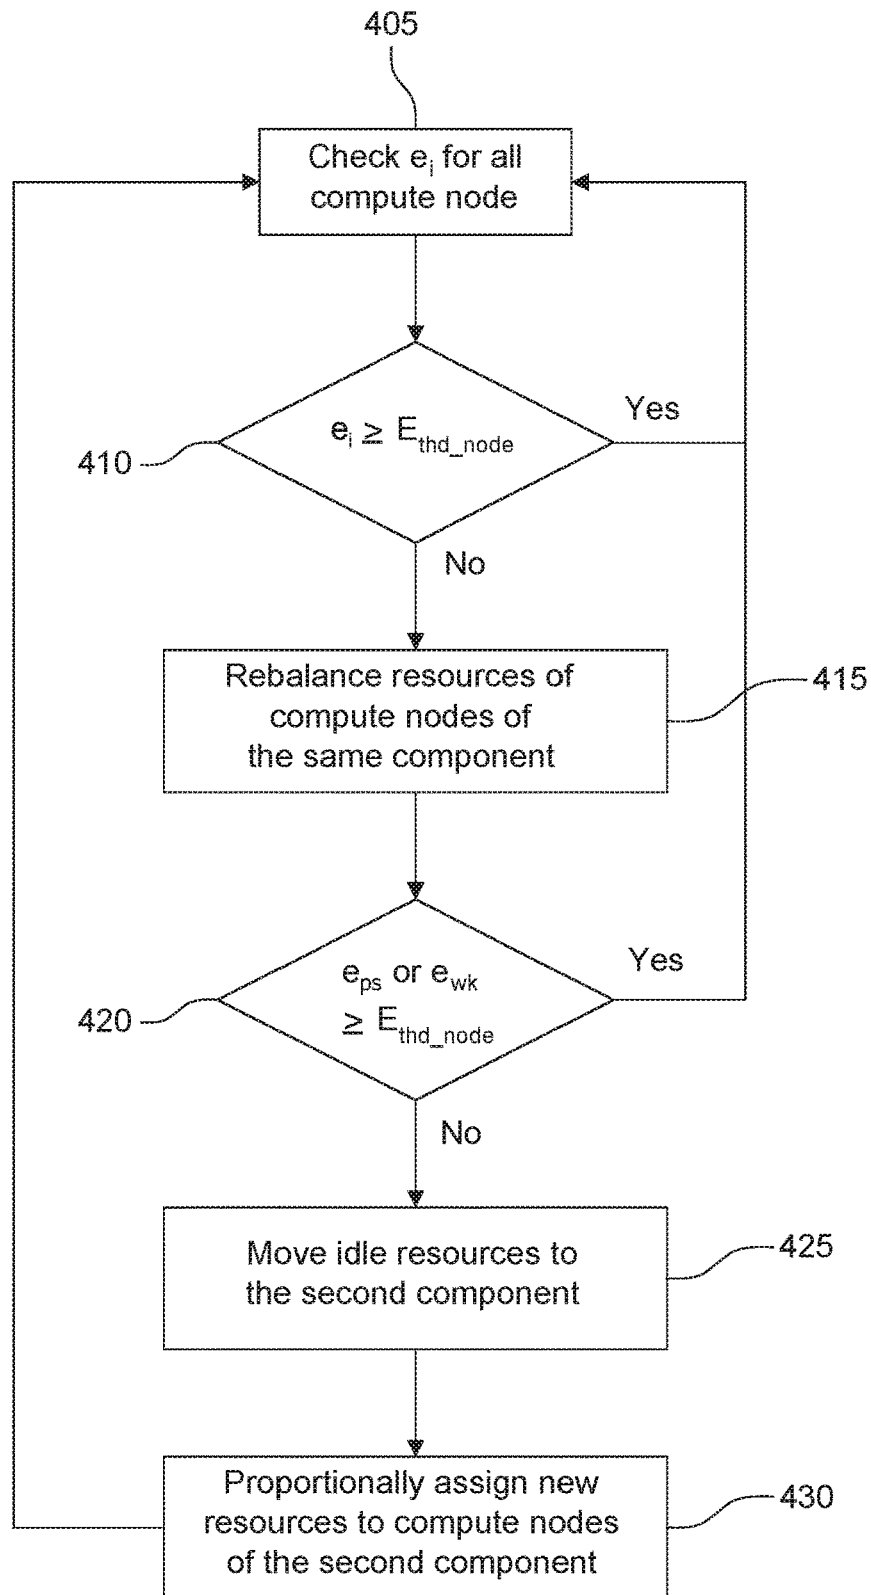 405
Check eᵢ for all
compute node
eᵢ ≥ E_thd_node
Yes
410
No
Rebalance resources of
compute nodes of
the same component
415
e_ps or e_wk
≥ E_thd_node
Yes
420
No
Move idle resources to
the second component
425
Proportionally assign new
resources to compute nodes
of the second component
430